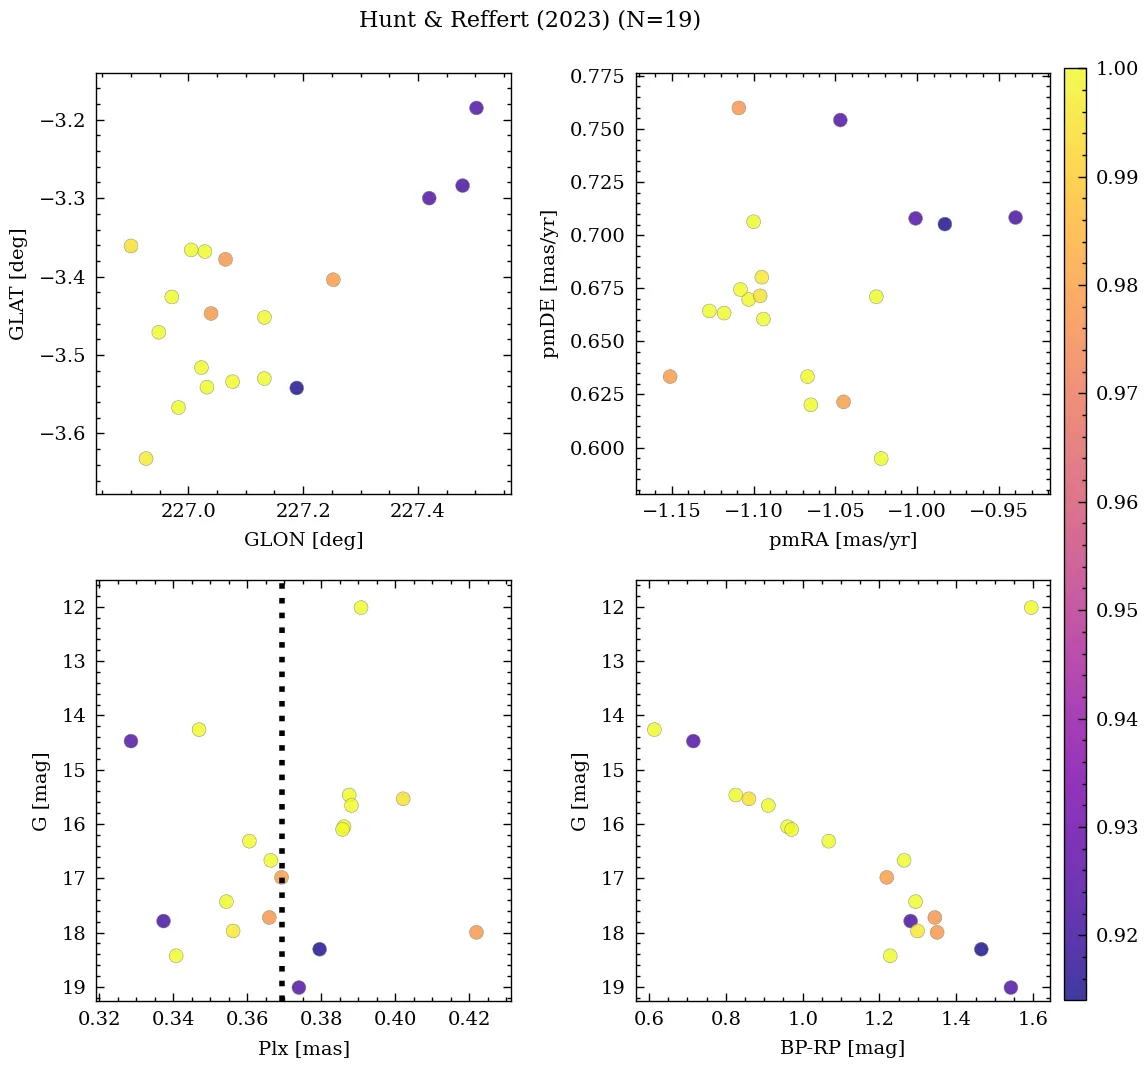 Hunt & Reffert (2023) (N=19)
−3.2
−3.3
−3.4
−3.5
−3.6
GLAT [deg]
227.0 227.2 227.4
GLON [deg]
0.775
0.750
0.725
0.700
0.675
0.650
0.625
0.600
pmDE [mas/yr]
−1.15 −1.10 −1.05 −1.00 −0.95
pmRA [mas/yr]
12
13
14
15
16
17
18
19
G [mag]
0.32 0.34 0.36 0.38 0.40 0.42
Plx [mas]
12
13
14
15
16
17
18
19
G [mag]
0.6 0.8 1.0 1.2 1.4 1.6
BP-RP [mag]
1.00
0.99
0.98
0.97
0.96
0.95
0.94
0.93
0.92